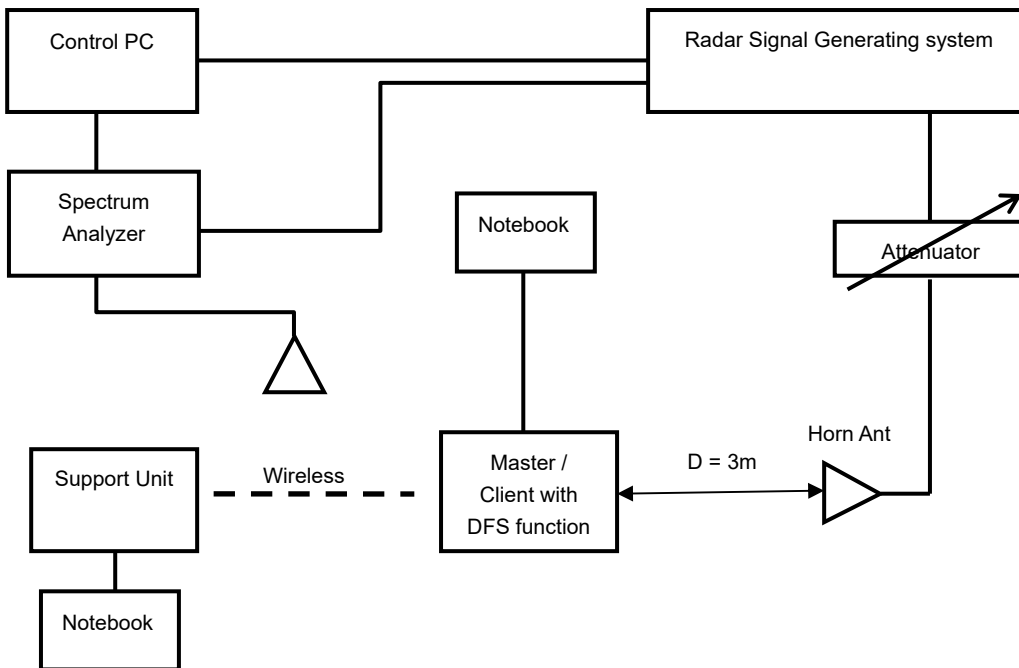 Control PC
Radar Signal Generating system
Spectrum
Analyzer
Notebook
Attenuator
Horn Ant
Support Unit
Wireless
Master /
Client with
DFS function
D = 3m
Notebook